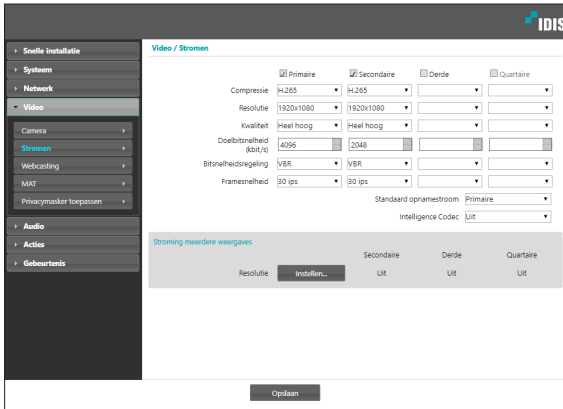 IDIS
Snelle installatie
Systeem
Netwerk
Video
Camera
Stromen
Webcasting
MAT
Privacymasker toepassen
Audio
Acties
Gebeurtenis
Video / Stromen
Primaire Secondaire Derde Quartaire
Compressie H.265 H.265
Resolutie 1920x1080 1920x1080
Kwaliteit Heel hoog Heel hoog
Doelbitsnelheid
(kbit/s) 4096 2048
Bitsnelheidsregeling VBR VBR
Framesnelheid 30 ips 30 ips
Standaard opnamestroom Primaire
Intelligence Codec Uit
Stroming meerdere weergaves
Secondaire Derde Quartaire
Resolutie Instellen... Uit Uit Uit
Opslaan